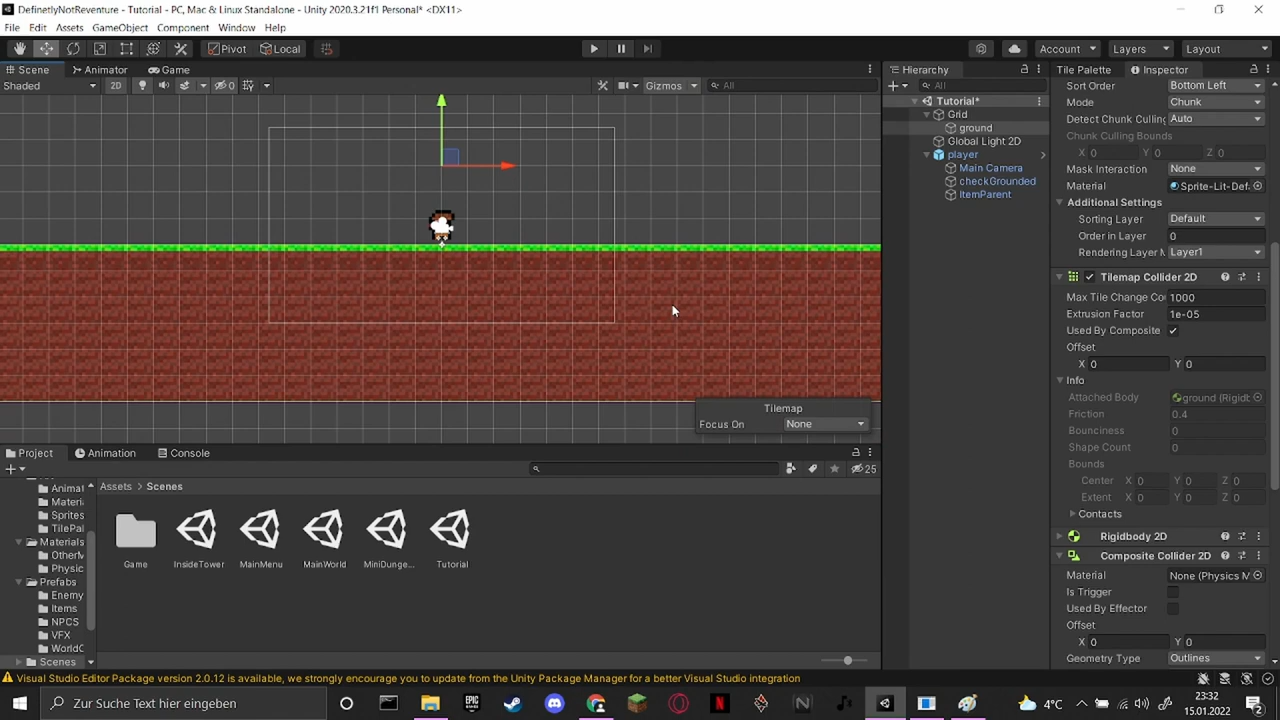 DefinetlyNotReventure - Tutorial - PC, Mac & Linux Standalone - Unity 2020.3.21f1 Personal* <DX11>
File Edit Assets GameObject Component Window Help
Pivot Local Account Layers Layout
Scene Animator Game
Shaded 2D 0 Gizmos All
Hierarchy
All
Tutorial*
Grid
ground
Global Light 2D
player
Main Camera
checkGrounded
ItemParent
Tile Palette Inspector
Sort Order Bottom Left
Mode Chunk
Detect Chunk Culling Auto
Chunk Culling Bounds
X 0 Y 0 Z 0
Mask Interaction None
Material Sprite-Lit-Def
Additional Settings
Sorting Layer Default
Order in Layer 0
Rendering Layer M Layer1
Tilemap Collider 2D
Max Tile Change Co 1000
Extrusion Factor 1e-05
Used By Composite
Offset
X 0 Y 0
Info
Attached Body ground (Rigidt
Friction 0.4
Bounciness 0
Shape Count 0
Bounds
Center X 0 Y 0 Z 0
Extent X 0 Y 0 Z 0
Contacts
Rigidbody 2D
Composite Collider 2D
Material None (Physics M
Is Trigger
Used By Effector
Offset
X 0 Y 0
Geometry Type Outlines
Tilemap
Focus On None
Project Animation Console
25
Animat
Materi
Sprites
TilePal
Materials
OtherM
Physic
Prefabs
Enemy
Items
NPCS
VFX
WorldC
Scenes
Assets Scenes
Game InsideTower MainMenu MainWorld MiniDunge... Tutorial
Visual Studio Editor Package version 2.0.12 is available, we strongly encourage you to update from the Unity Package Manager for a better Visual Studio integration
Zur Suche Text hier eingeben
EPIC GAMES
N
N
4°C
23:32
15.01.2022
2